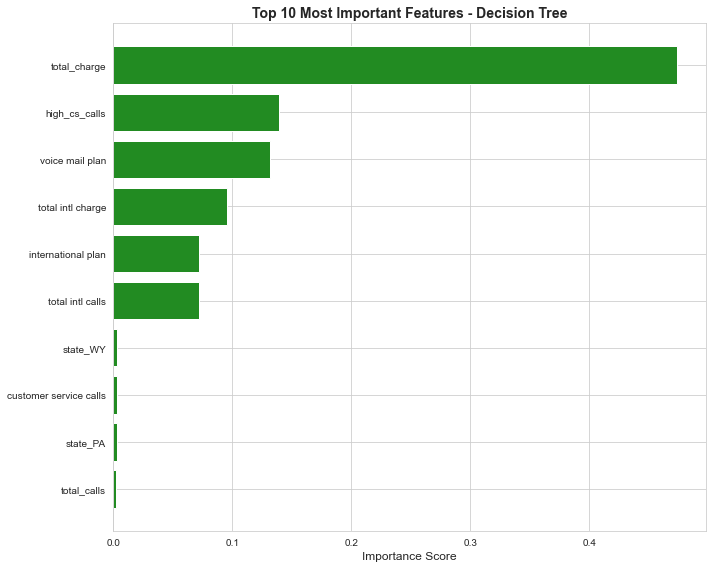 Top 10 Most Important Features - Decision Tree
total_charge
high_cs_calls
voice mail plan
total intl charge
international plan
total intl calls
state_WY
customer service calls
state_PA
total_calls
0.0 0.1 0.2 0.3 0.4
Importance Score